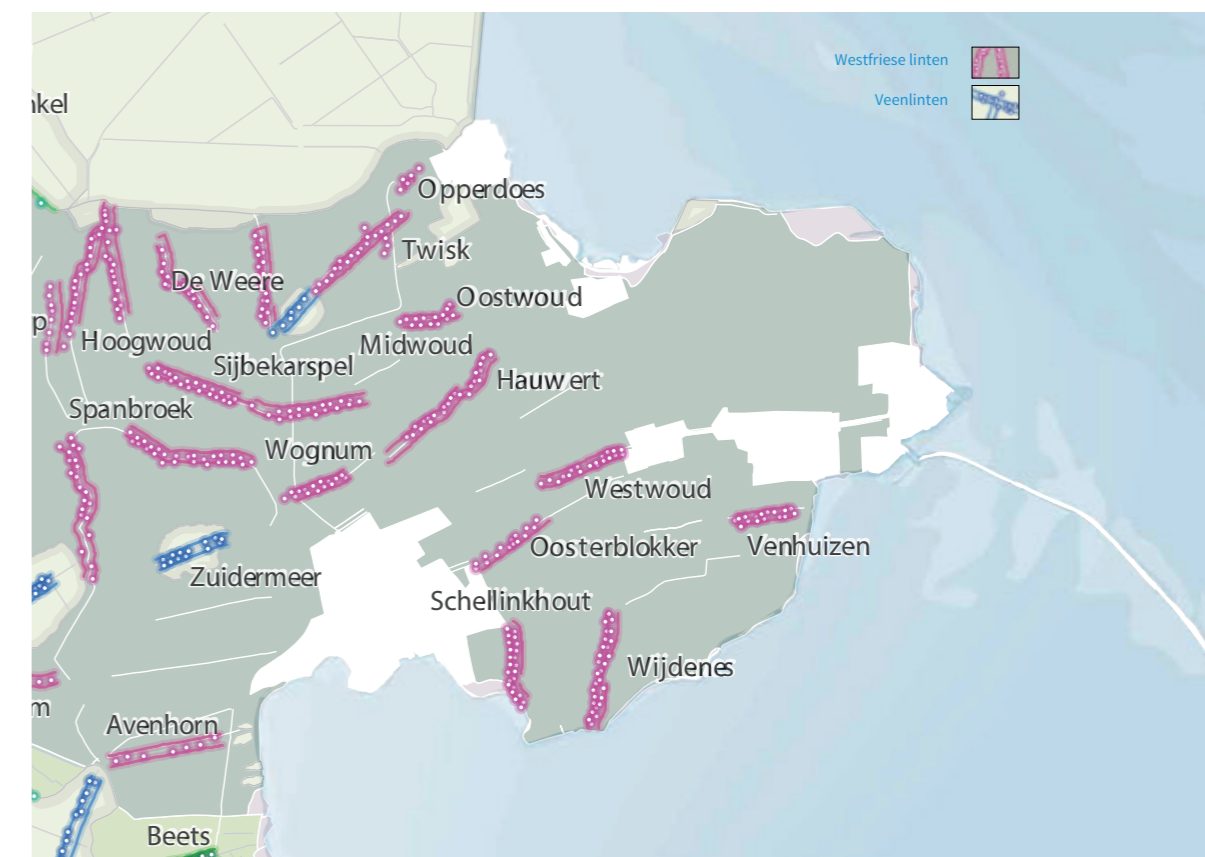 Westfriese linten
Veenlinten
nkel
Opperdoes
Twisk
De Weere
Oostwoud
p
Hoogwoud
Midwoud
Sijbekarspel
Hauwert
Spanbroek
Wognum
Westwoud
Oosterblokker
Venhuizen
Zuidermeer
Schellinkhout
Wijdenes
m
Avenhorn
Beets